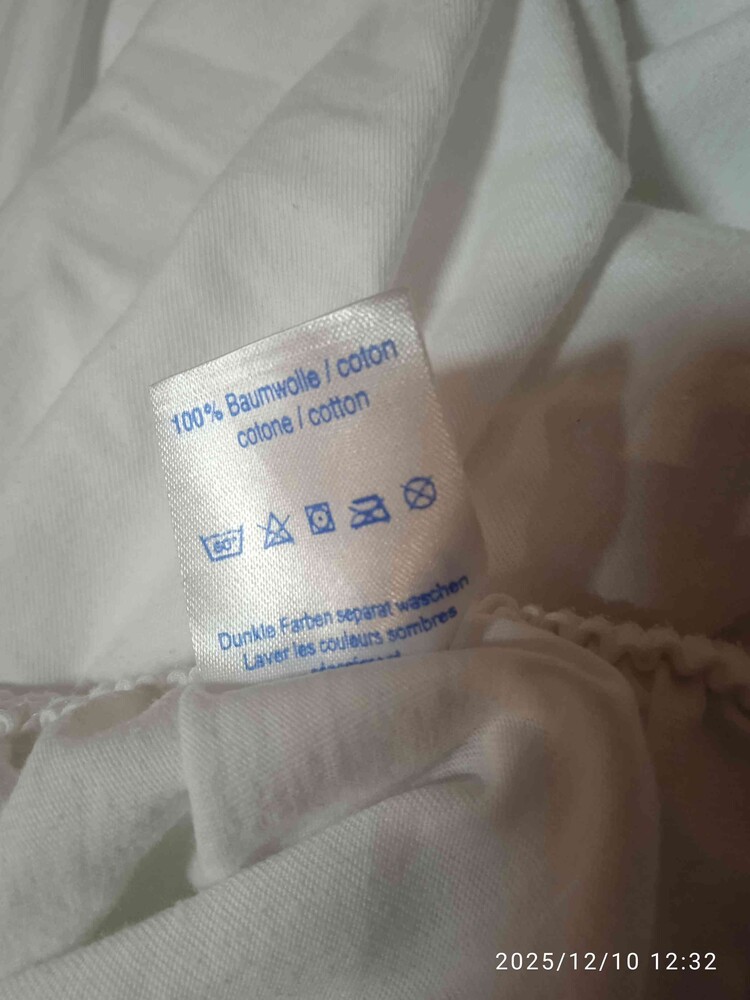 100% Baumwolle / coton
cotone / cotton
60°
Dunkle Farben separat waschen
Laver les couleurs sombres
2025/12/10 12:32